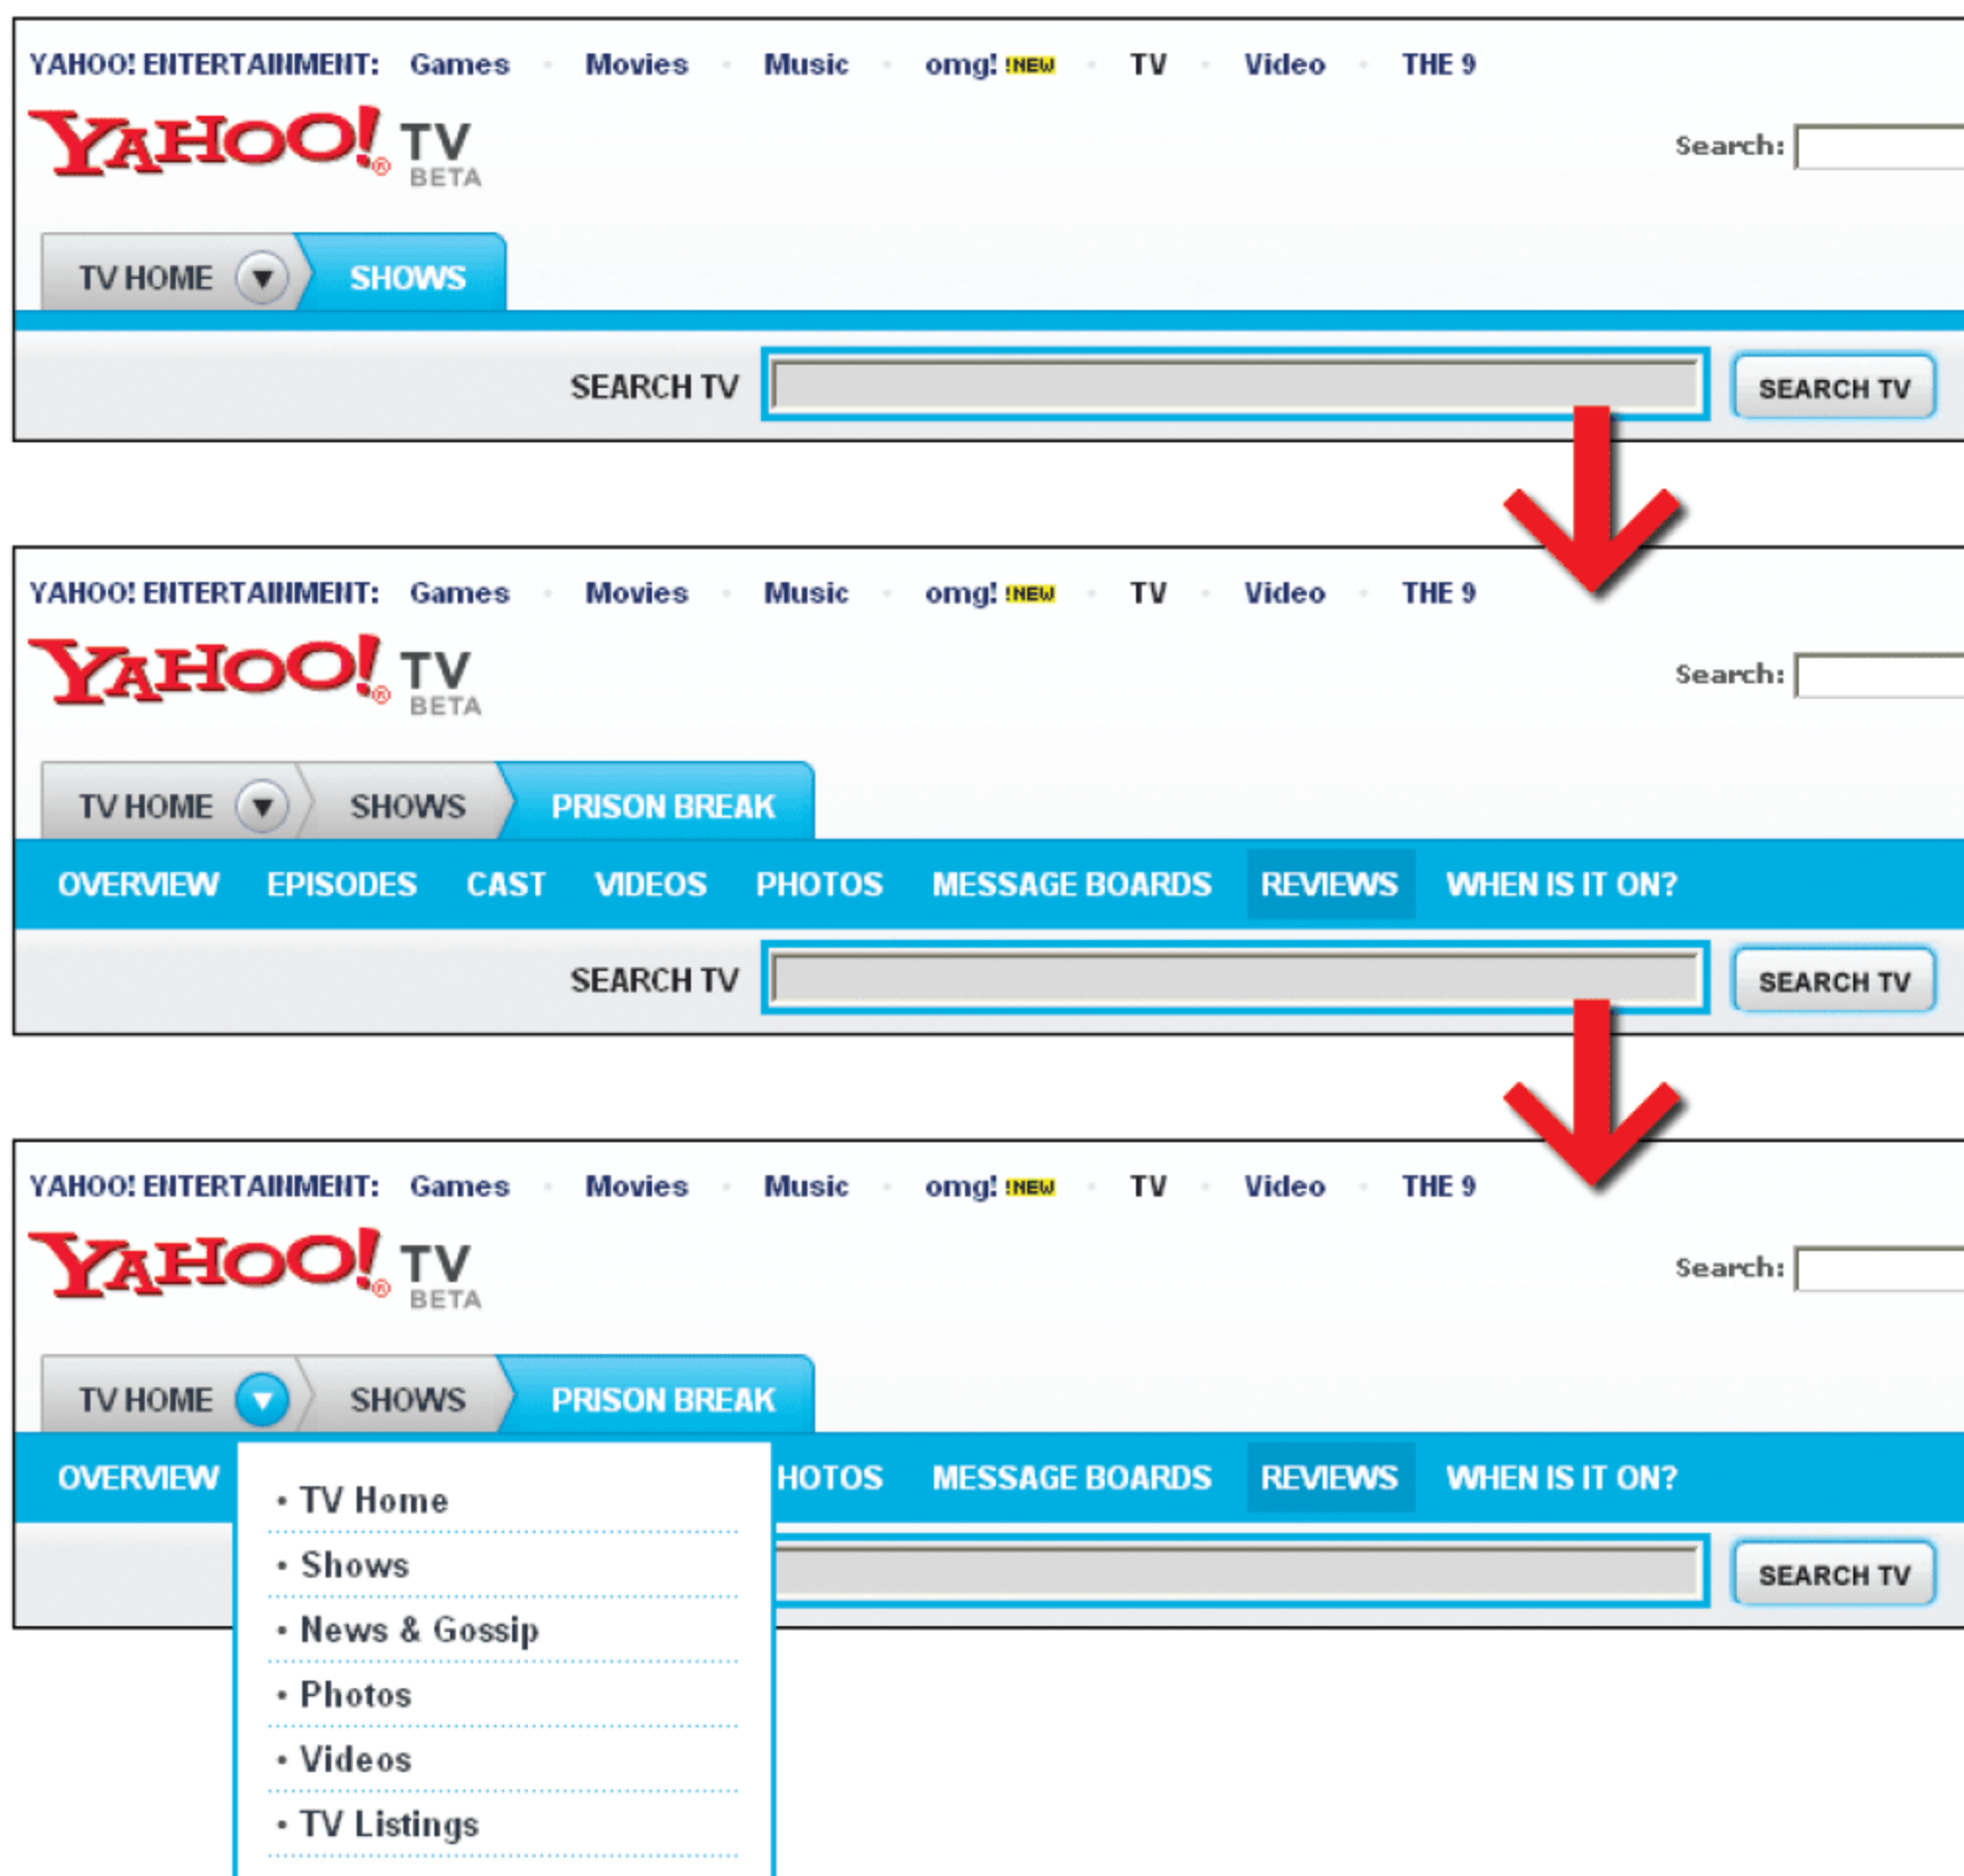 YAHOO! ENTERTAINMENT: Games Movies Music omg! !NEW TV Video THE 9
YAHOO!® TV
BETA
Search:
TV HOME SHOWS
SEARCH TV SEARCH TV
YAHOO! ENTERTAINMENT: Games Movies Music omg! !NEW TV Video THE 9
YAHOO!® TV
BETA
Search:
TV HOME SHOWS PRISON BREAK
OVERVIEW EPISODES CAST VIDEOS PHOTOS MESSAGE BOARDS REVIEWS WHEN IS IT ON?
SEARCH TV SEARCH TV
YAHOO! ENTERTAINMENT: Games Movies Music omg! !NEW TV Video THE 9
YAHOO!® TV
BETA
Search:
TV HOME SHOWS PRISON BREAK
OVERVIEW HOTOS MESSAGE BOARDS REVIEWS WHEN IS IT ON?
SEARCH TV
• TV Home
• Shows
• News & Gossip
• Photos
• Videos
• TV Listings